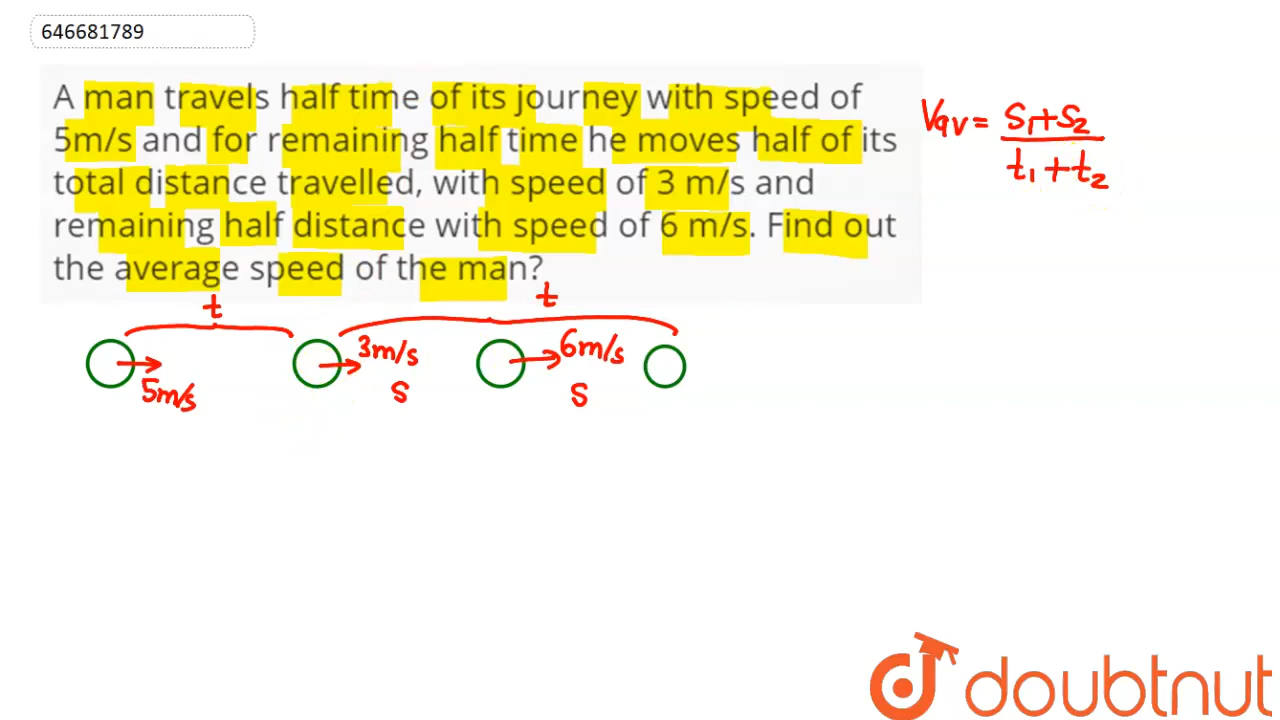 646681789
A man travels half time of its journey with speed of
5m/s and for remaining half time he moves half of its
total distance travelled, with speed of 3 m/s and
remaining half distance with speed of 6 m/s. Find out
the average speed of the man?
Vav = S1+S2
t1+t2
t t
3m/s 6m/s
5m/s S S
doubtnut